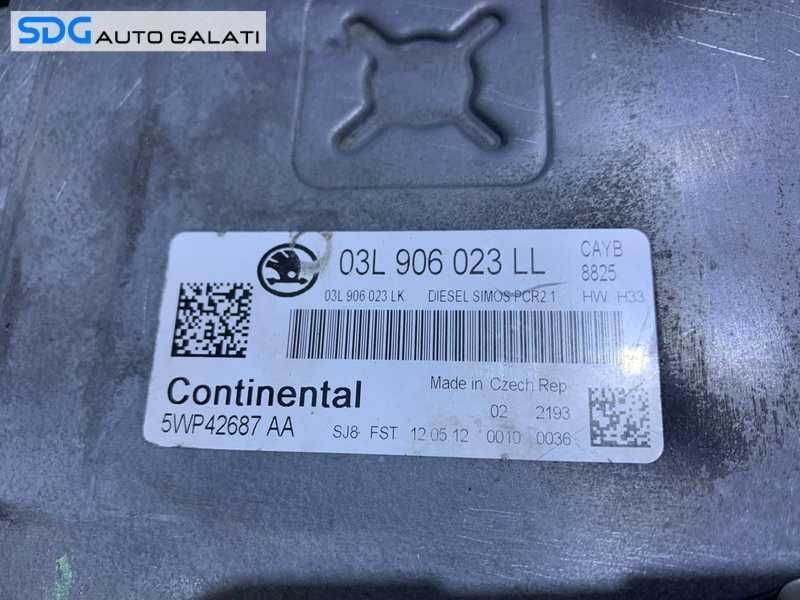 SDG AUTO GALATI
03L 906 023 LL
CAYB
8825
03L 906 023 LK DIESEL SIMOS PCR2.1 HW H33
Continental
Made in Czech Rep
02 2193
5WP42687 AA
SJ& FST 12 05 12 0010 0036